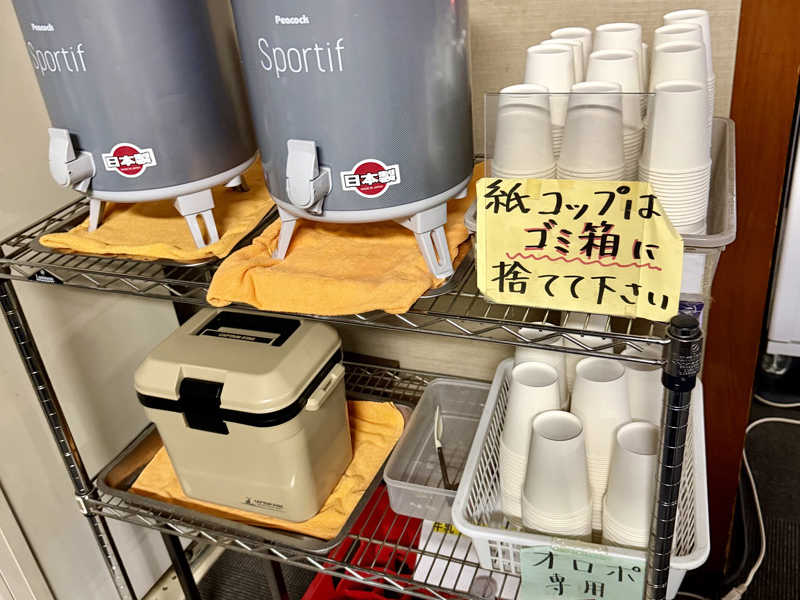 Peacock
Sportif
日本製
Peacock
Sportif
日本製
紙コップは
ゴミ箱に
捨てて下さい
オロポ
専用